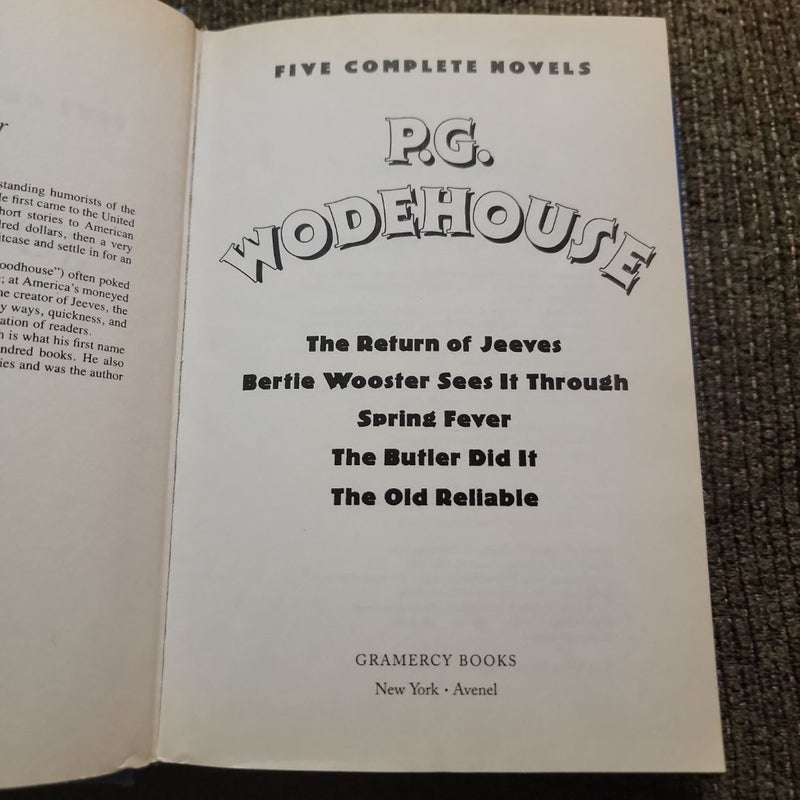 r
standing humorists of the
He first came to the United
hort stories to American
dred dollars, then a very
itcase and settle in for an
oodhouse") often poked
; at America's moneyed
he creator of Jeeves, the
y ways, quickness, and
ation of readers.
h is what his first name
ndred books. He also
ies and was the author
FIVE COMPLETE NOVELS
P.G.
WODEHOUSE
The Return of Jeeves
Bertie Wooster Sees It Through
Spring Fever
The Butler Did It
The Old Reliable
GRAMERCY BOOKS
New York • Avenel